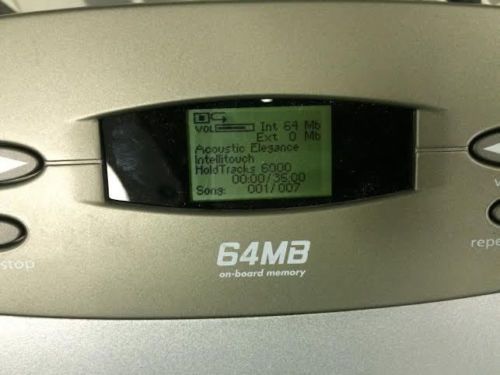 VOL Int 64 Mb
Ext 0 Mb
Acoustic Elegance
Intellitouch
HoldTracks 6000
00:00/36:00
Song: 001/007
64MB
on-board memory
stop
repe